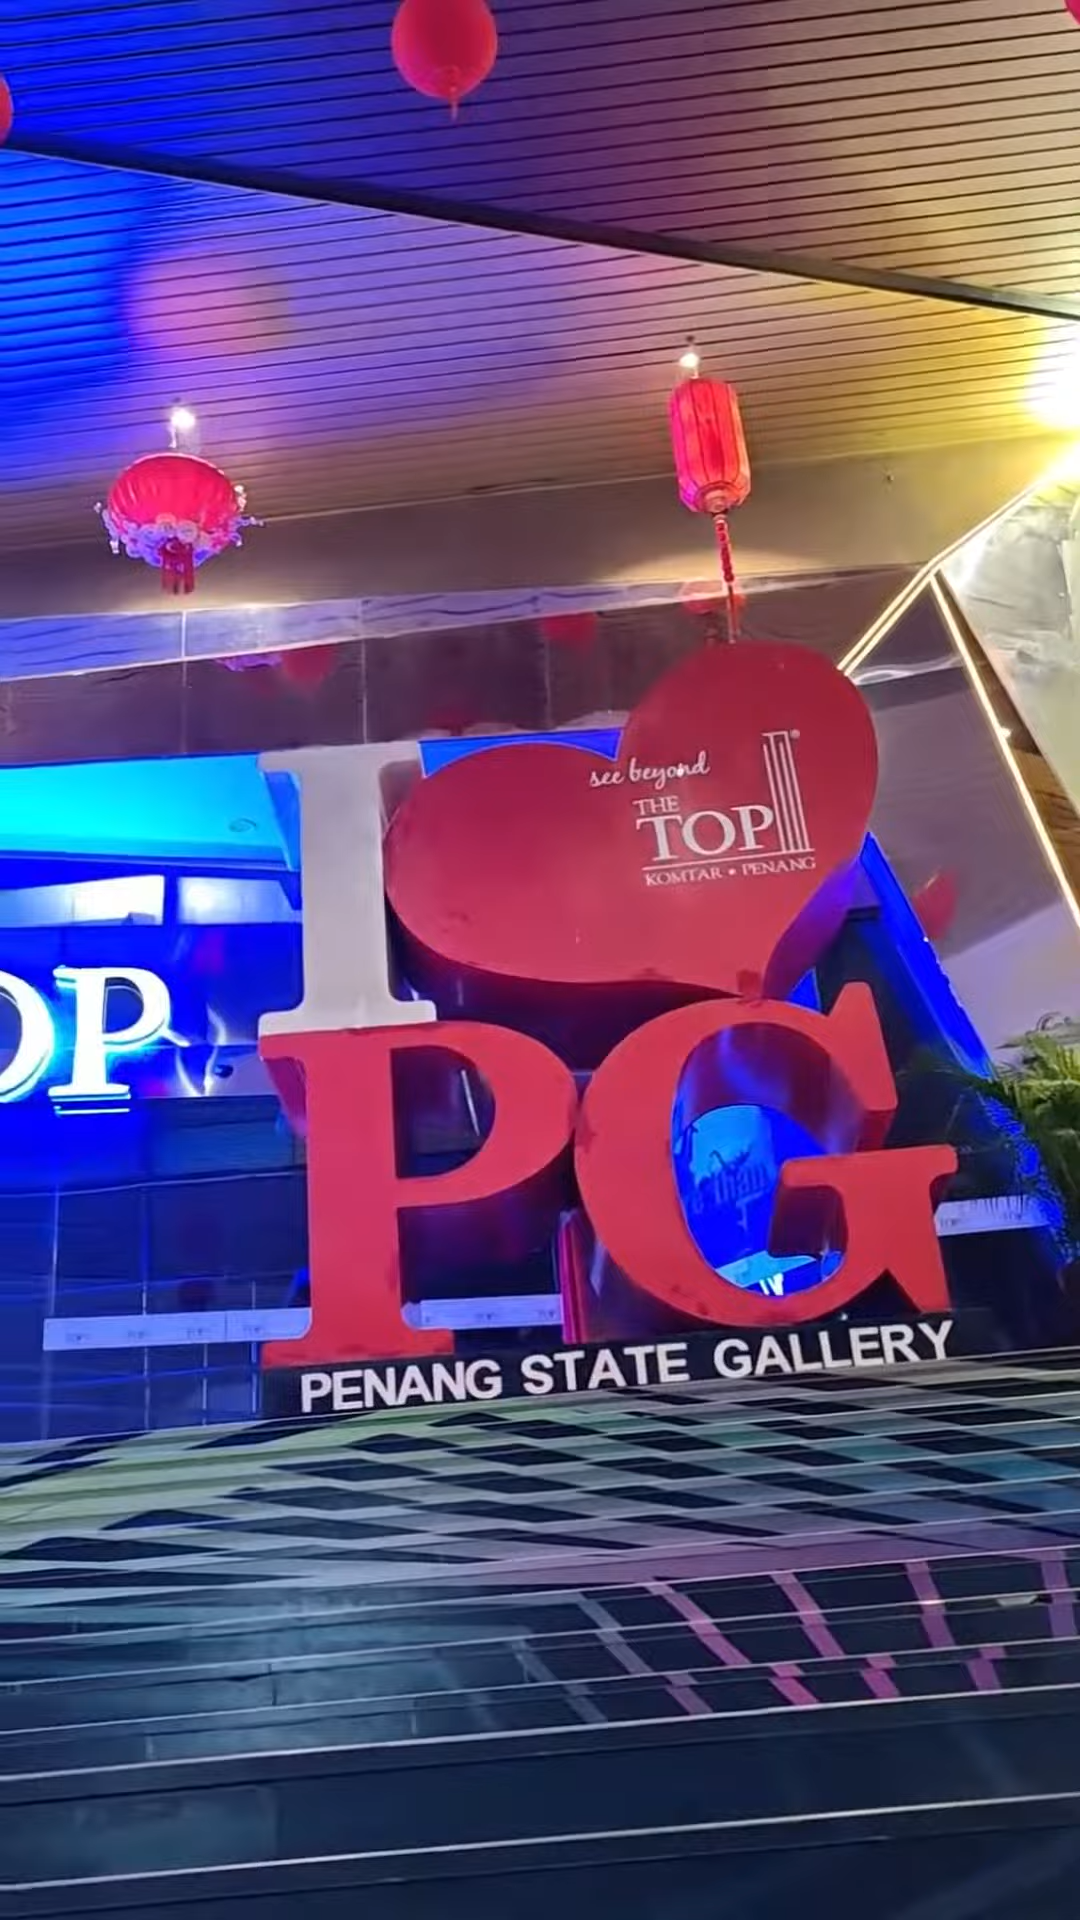 I
see beyond
THE
TOP
KOMTAR • PENANG
OP
PG
PENANG STATE GALLERY